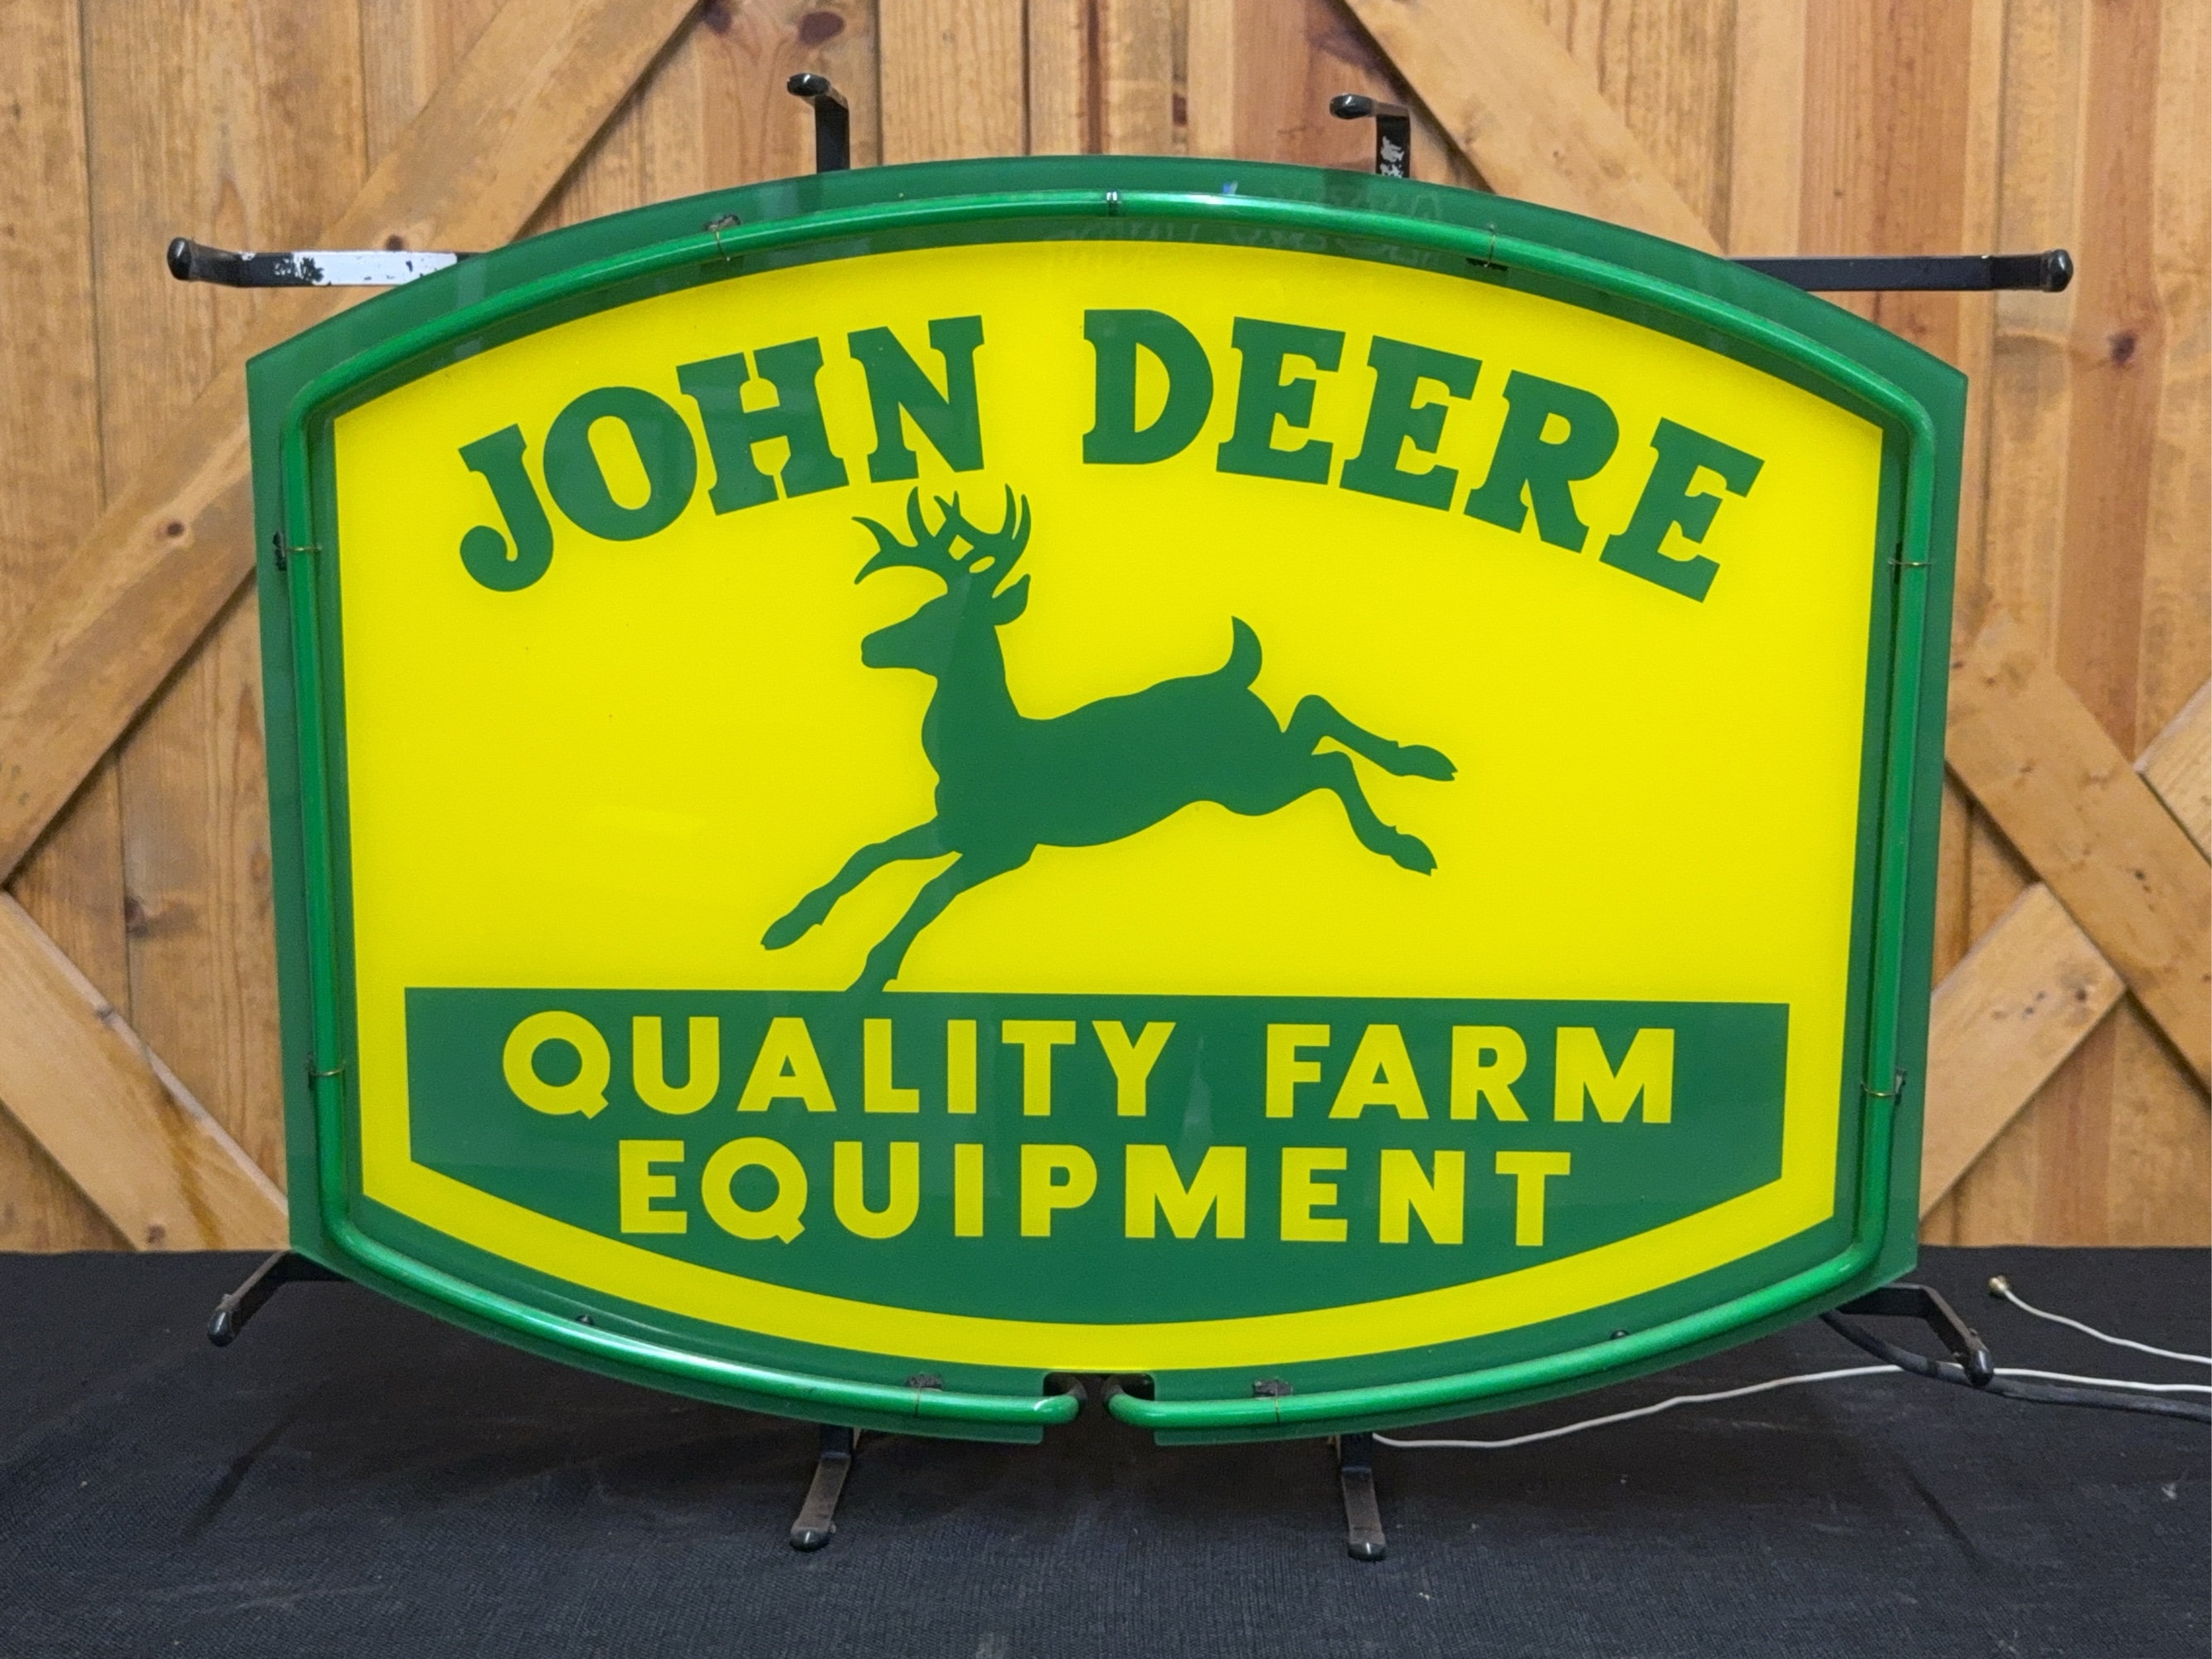 JOHN DEERE
QUALITY FARM
EQUIPMENT